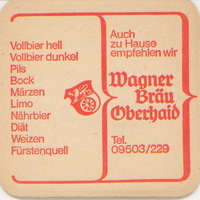 Vollbier hell
Vollbier dunkel
Pils
Bock
Märzen
Limo
Nährbier
Diät
Weizen
Fürstenquell
Auch
zu Hause
empfehlen wir
Wagner
Bräu
Oberhaid
Tel.
09503/229